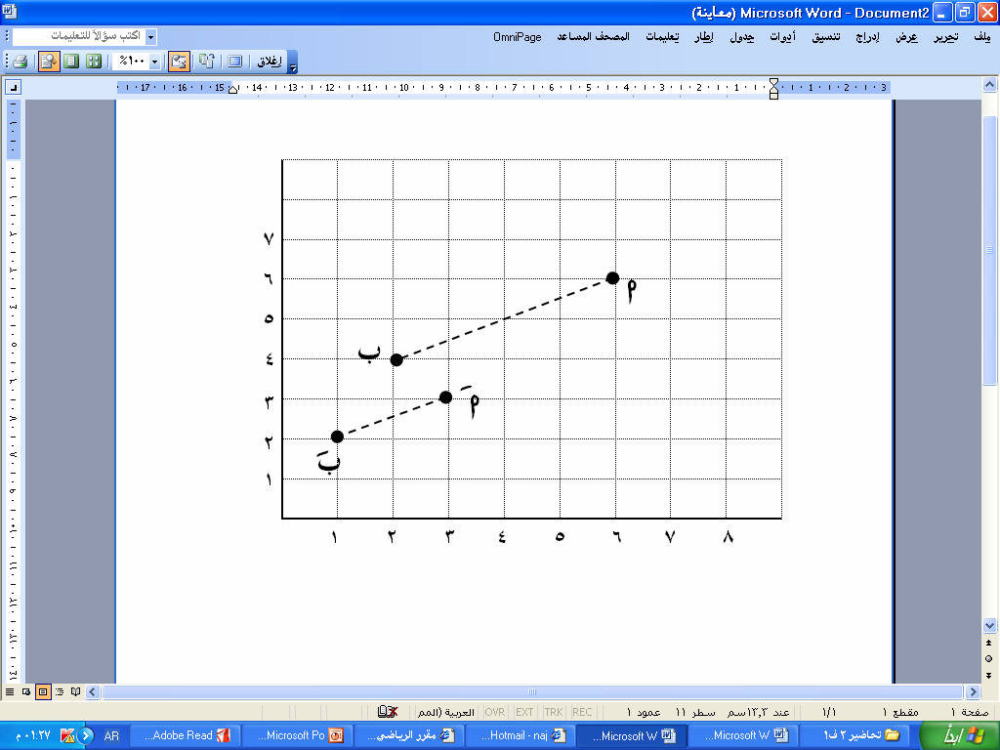 Microsoft Word - Document2 (معاينة)
ملف تحرير عرض إدراج تنسيق أدوات جدول إطار تعليمات المصحف المساعد OmniPage
اكتب سؤالاً للتعليمات
%١٠٠ إغلاق
17 16 15 14 13 12 11 10 9 8 7 6 5 4 3 2 1 1 2 3
٧
٦
م
٥
ب
٤
٣
مَ
٢
بَ
١
١ ٢ ٣ ٤ ٥ ٦ ٧ ٨
صفحة ١ مقطع ١ ١/١ عند ١٣,٣سم سطر ١١ عمود ١ REC TRK EXT OVR العربية (المم
ابدأ تحاضير ٢ ف١ Microsoft W... Microsoft W... Hotmail - naj... مقرر الرياضي... Microsoft Po... Adobe Read... AR ٠١:٢٧ م